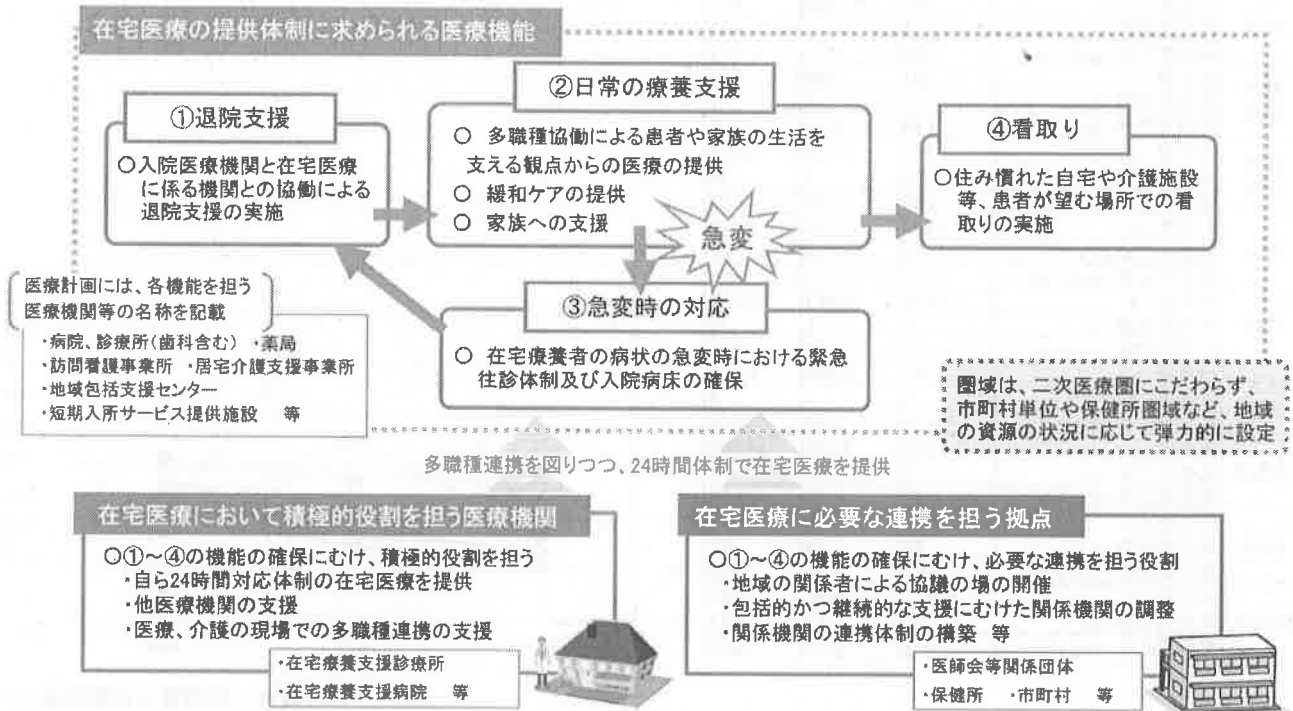 在宅医療の提供体制に求められる医療機能
①退院支援
○入院医療機関と在宅医療
に係る機関との協働による
退院支援の実施
②日常の療養支援
○ 多職種協働による患者や家族の生活を
支える観点からの医療の提供
○ 緩和ケアの提供
○ 家族への支援
急変
④看取り
○住み慣れた自宅や介護施設
等、患者が望む場所での看
取りの実施
③急変時の対応
○ 在宅療養者の病状の急変時における緊急
往診体制及び入院病床の確保
医療計画には、各機能を担う
医療機関等の名称を記載
・病院、診療所(歯科含む) ・薬局
・訪問看護事業所 ・居宅介護支援事業所
・地域包括支援センター
・短期入所サービス提供施設 等
圏域は、二次医療圏にこだわらず、
市町村単位や保健所圏域など、地域
の資源の状況に応じて弾力的に設定
多職種連携を図りつつ、24時間体制で在宅医療を提供
在宅医療において積極的役割を担う医療機関
○①~④の機能の確保にむけ、積極的役割を担う
・自ら24時間対応体制の在宅医療を提供
・他医療機関の支援
・医療、介護の現場での多職種連携の支援
・在宅療養支援診療所
・在宅療養支援病院 等
在宅医療に必要な連携を担う拠点
○①~④の機能の確保にむけ、必要な連携を担う役割
・地域の関係者による協議の場の開催
・包括的かつ継続的な支援にむけた関係機関の調整
・関係機関の連携体制の構築 等
・医師会等関係団体
・保健所 ・市町村 等